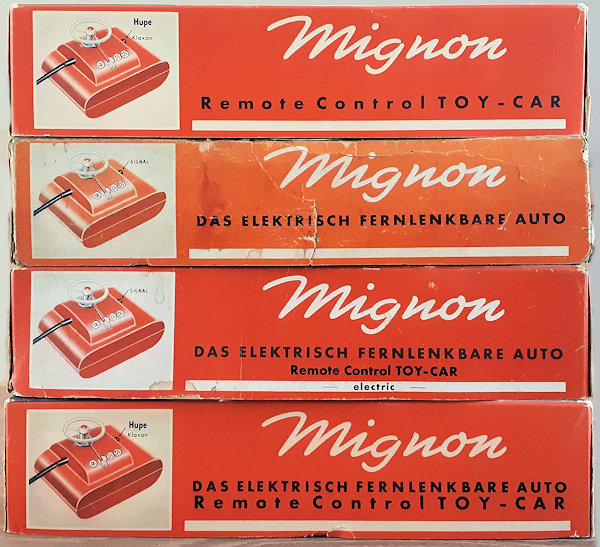 Hupe
Klaxon
Mignon
Remote Control TOY-CAR
SIGNAL
Mignon
DAS ELEKTRISCH FERNLENKBARE AUTO
SIGNAL
Mignon
DAS ELEKTRISCH FERNLENKBARE AUTO
Remote Control TOY-CAR
electric
Hupe
Klaxon
Mignon
DAS ELEKTRISCH FERNLENKBARE AUTO
Remote Control TOY-CAR